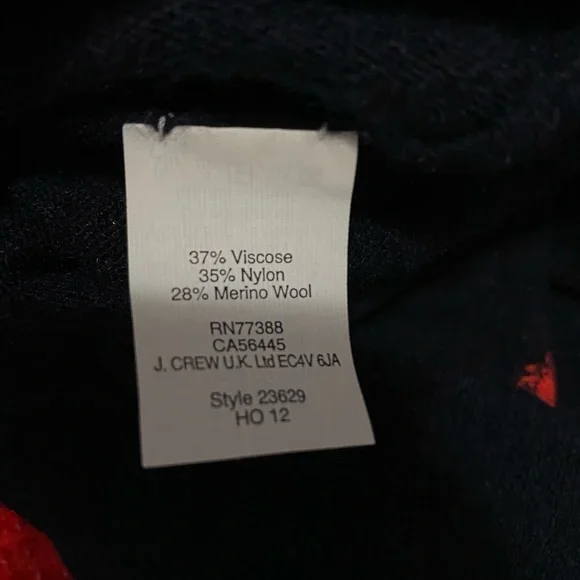 37% Viscose
35% Nylon
28% Merino Wool
RN77388
CA56445
J. CREW U.K. Ltd EC4V 6JA
Style 23629
HO 12